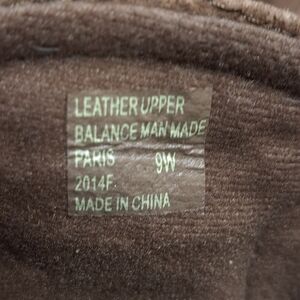 LEATHER UPPER
BALANCE MAN MADE
PARIS 9W
2014F.
MADE IN CHINA